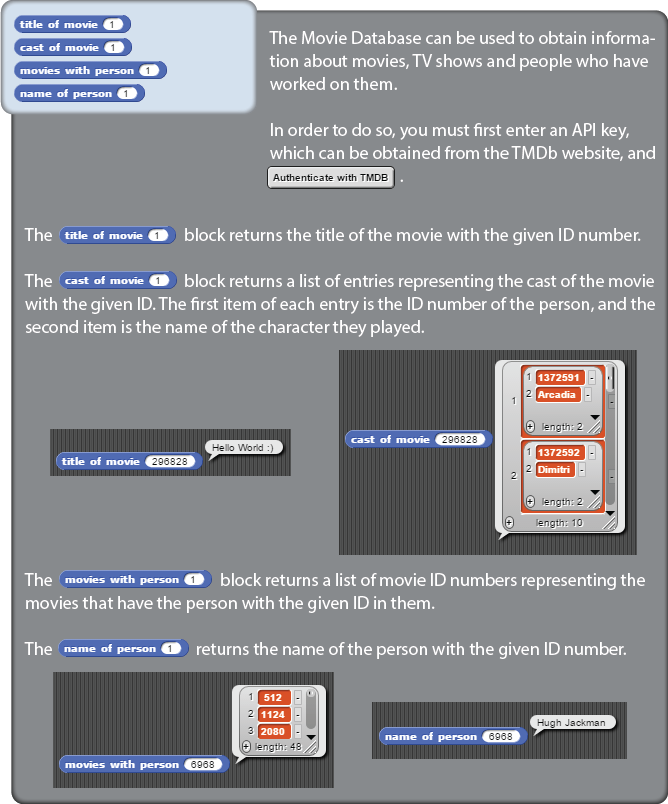 title of movie 1
cast of movie 1
movies with person 1
name of person 1
The Movie Database can be used to obtain informa-
tion about movies, TV shows and people who have
worked on them.
In order to do so, you must first enter an API key,
which can be obtained from the TMDb website, and
Authenticate with TMDB .
The title of movie 1 block returns the title of the movie with the given ID number.
The cast of movie 1 block returns a list of entries representing the cast of the movie
with the given ID. The first item of each entry is the ID number of the person, and the
second item is the name of the character they played.
title of movie 296828
Hello World :)
cast of movie 296828
1
1 1372591 -
2 Arcadia -
+ length: 2
-
2
1 1372592 -
2 Dimitri -
+ length: 2
-
+ length: 10
The movies with person 1 block returns a list of movie ID numbers representing the
movies that have the person with the given ID in them.
The name of person 1 returns the name of the person with the given ID number.
movies with person 6968
1 512 -
2 1124 -
3 2080 -
+ length: 48
name of person 6968
Hugh Jackman